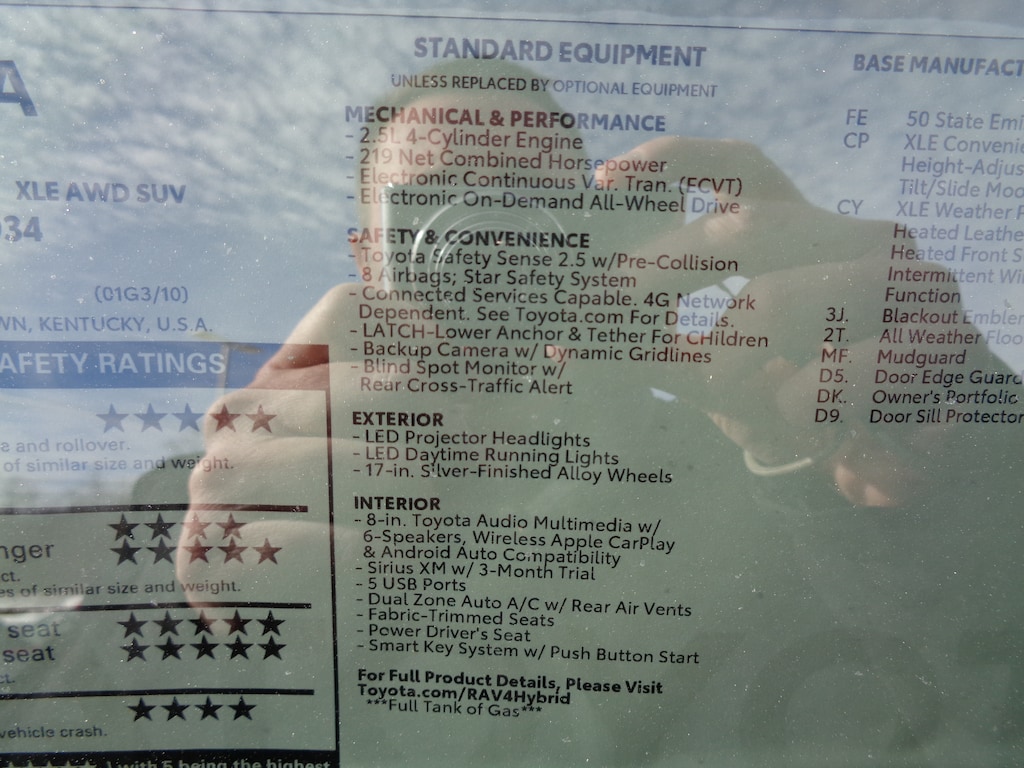 A
XLE AWD SUV
034
(01G3/10)
WN, KENTUCKY, U.S.A.
AFETY RATINGS
★★★★★
a and rollover.
of similar size and weight.
★★★★
nger ★★★★★
ct.
es of similar size and weight.
seat ★★★★★
seat ★★★★★
ct.
★★★★
vehicle crash.
★★★★★ ) with 5 being the highest
STANDARD EQUIPMENT
UNLESS REPLACED BY OPTIONAL EQUIPMENT
MECHANICAL & PERFORMANCE
- 2.5L 4-Cylinder Engine
- 219 Net Combined Horsepower
- Electronic Continuous Var. Tran. (ECVT)
- Electronic On-Demand All-Wheel Drive
SAFETY & CONVENIENCE
- Toyota Safety Sense 2.5 w/Pre-Collision
- 8 Airbags; Star Safety System
- Connected Services Capable. 4G Network
Dependent. See Toyota.com For Details.
- LATCH-Lower Anchor & Tether For CHildren
- Backup Camera w/ Dynamic Gridlines
- Blind Spot Monitor w/
Rear Cross-Traffic Alert
EXTERIOR
- LED Projector Headlights
- LED Daytime Running Lights
- 17-in. Silver-Finished Alloy Wheels
INTERIOR
- 8-in. Toyota Audio Multimedia w/
6-Speakers, Wireless Apple CarPlay
& Android Auto Compatibility
- Sirius XM w/ 3-Month Trial
- 5 USB Ports
- Dual Zone Auto A/C w/ Rear Air Vents
- Fabric-Trimmed Seats
- Power Driver's Seat
- Smart Key System w/ Push Button Start
For Full Product Details, Please Visit
Toyota.com/RAV4Hybrid
***Full Tank of Gas***
BASE MANUFACT
FE 50 State Emi
CP XLE Convenie
Height-Adjus
Tilt/Slide Moo
CY XLE Weather P
Heated Leathe
Heated Front S
Intermittent Wi
Function
3J. Blackout Emblem
2T. All Weather Floo
MF. Mudguard
D5. Door Edge Guard
DK. Owner's Portfolio
D9. Door Sill Protector